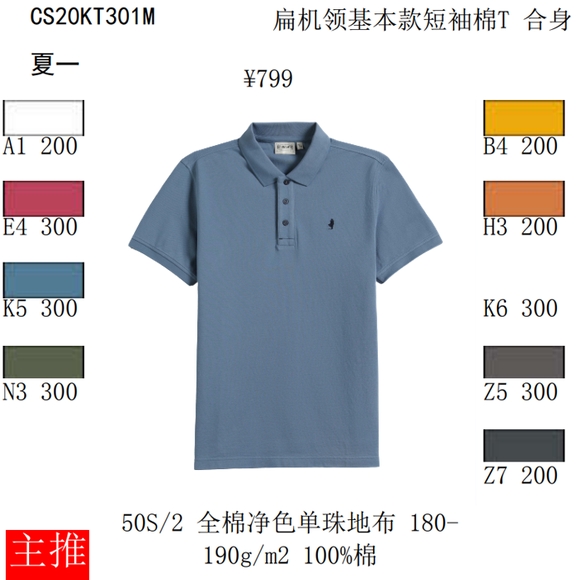 CS20KT301M
扁机领基本款短袖棉T 合身
夏一
¥799
A1 200
B4 200
E4 300
H3 200
K5 300
K6 300
N3 300
Z5 300
Z7 200
50S/2 全棉净色单珠地布 180-
190g/m2 100%棉
主推